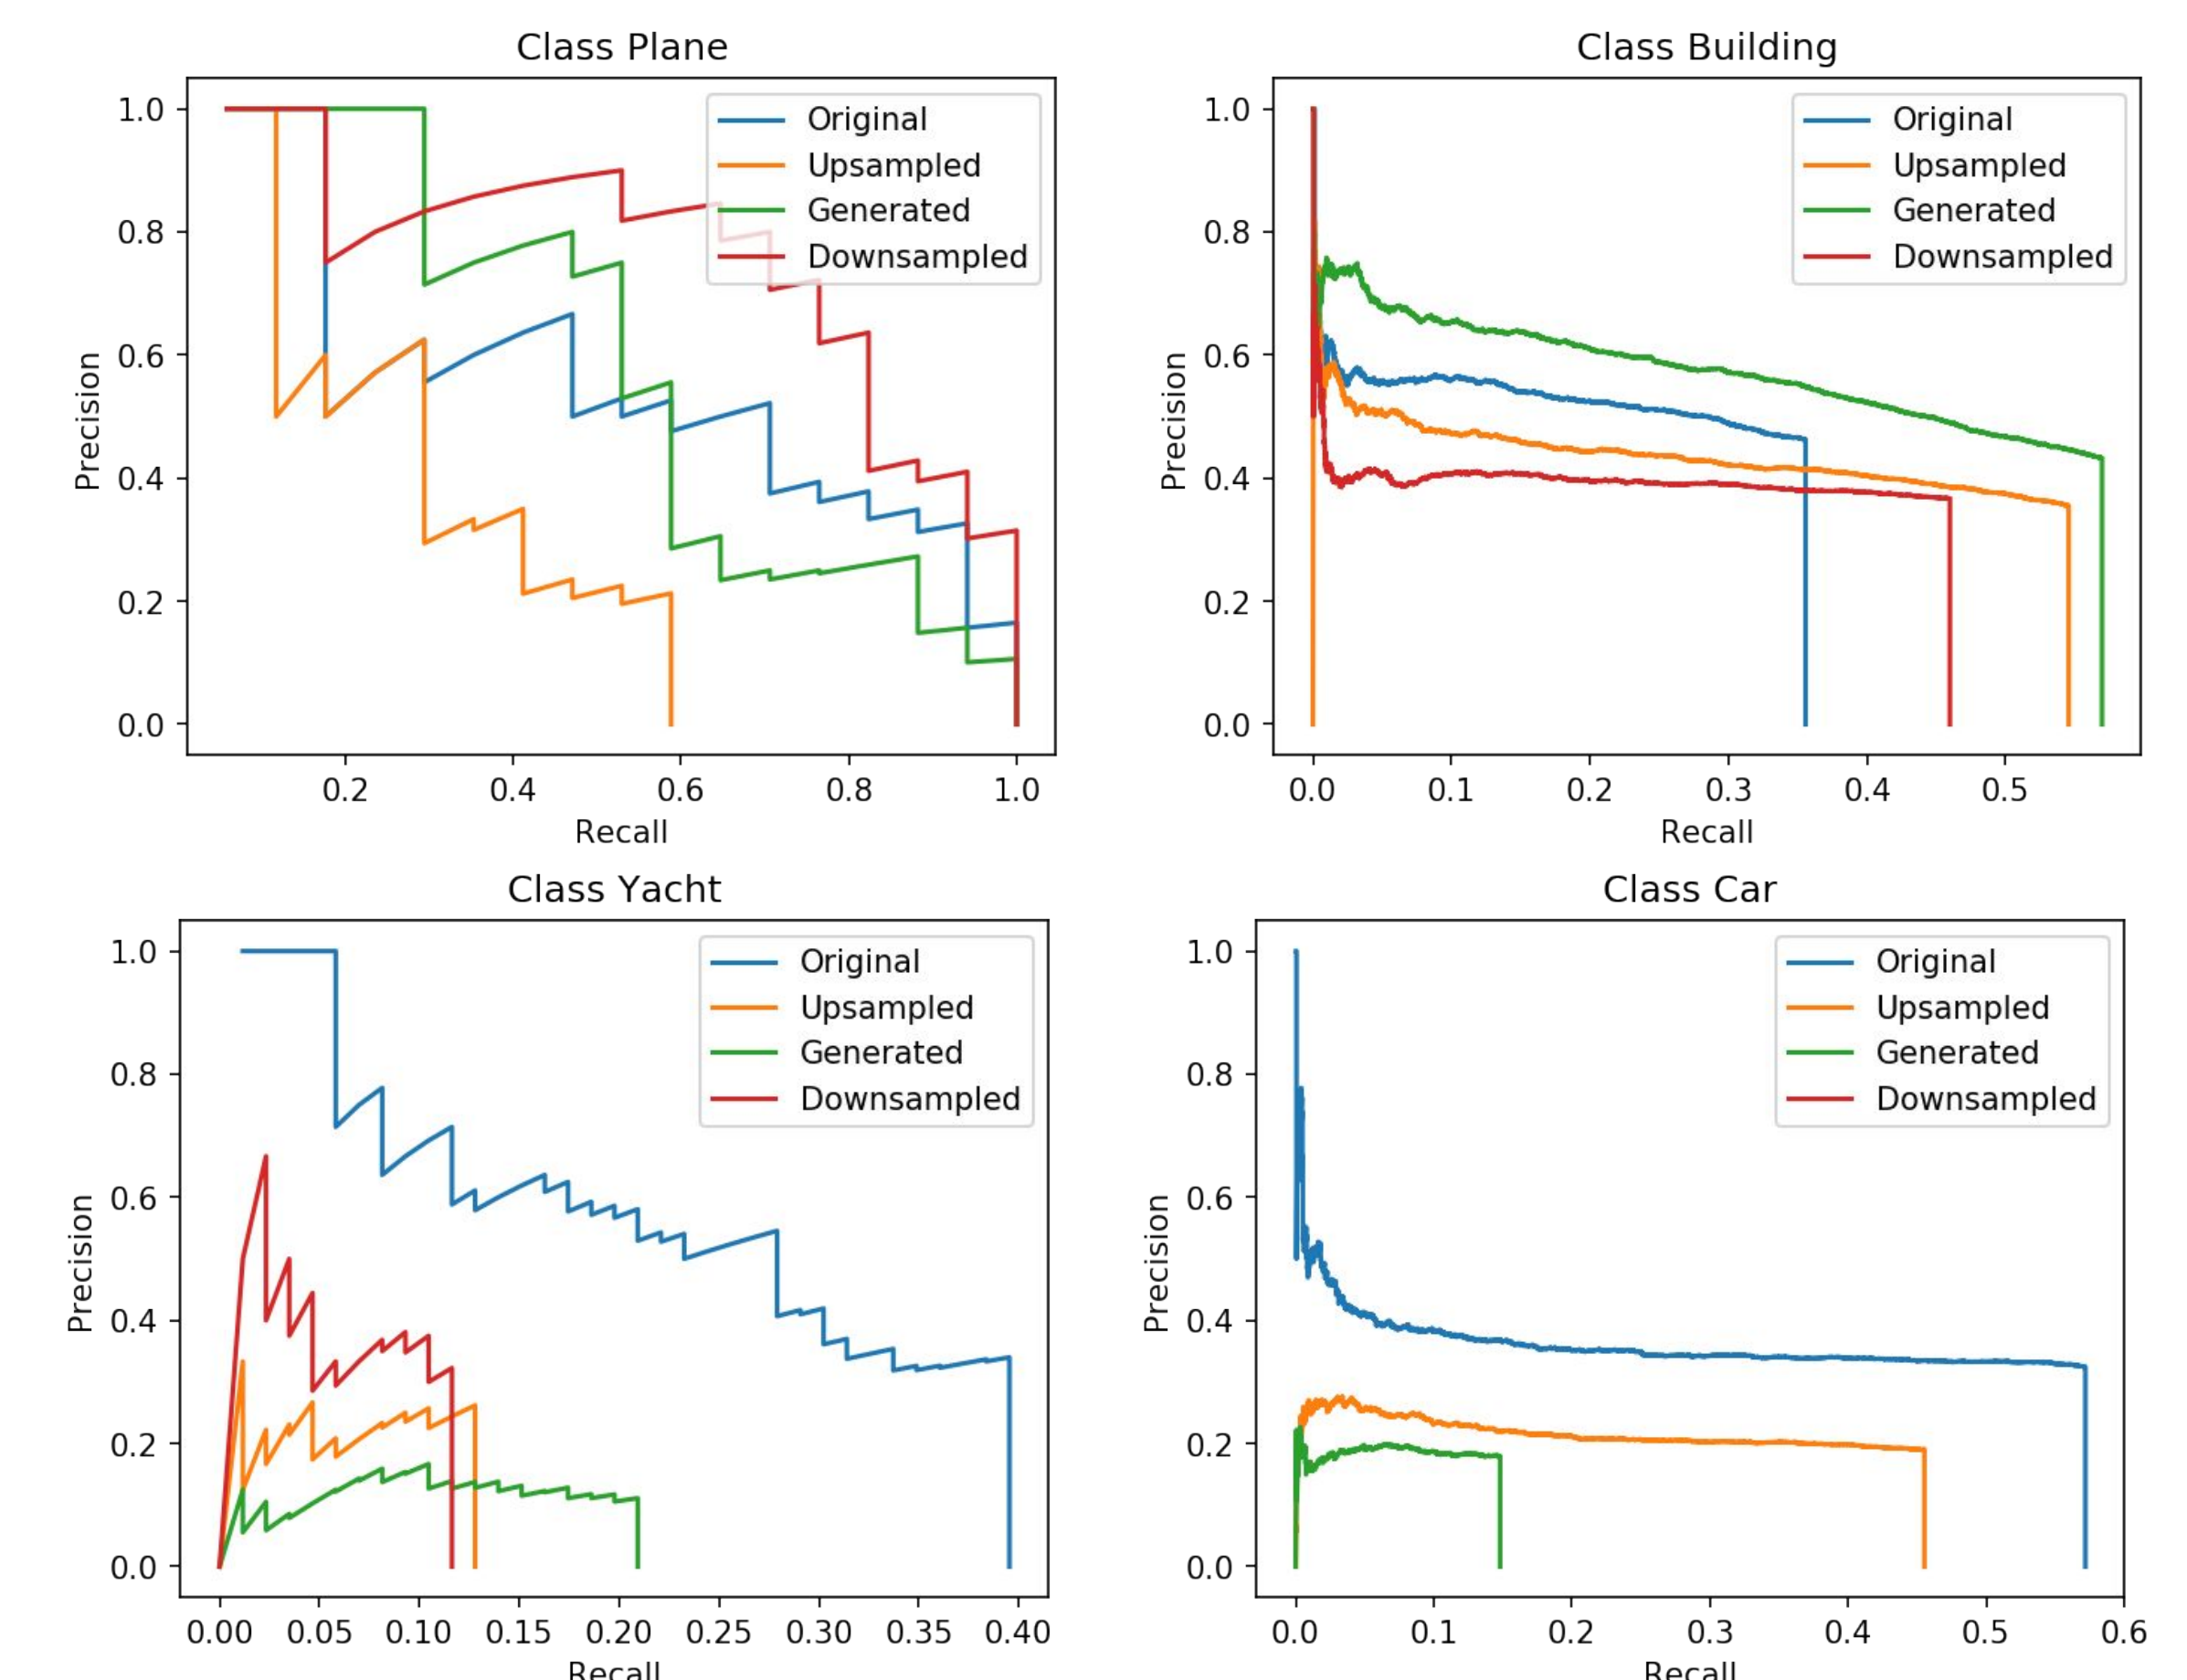 Class Plane
Original
Upsampled
Generated
Downsampled
1.0
0.8
0.6
0.4
0.2
0.0
Precision
0.2 0.4 0.6 0.8 1.0
Recall
Class Building
Original
Upsampled
Generated
Downsampled
1.0
0.8
0.6
0.4
0.2
0.0
Precision
0.0 0.1 0.2 0.3 0.4 0.5
Recall
Class Yacht
Original
Upsampled
Generated
Downsampled
1.0
0.8
0.6
0.4
0.2
0.0
Precision
0.00 0.05 0.10 0.15 0.20 0.25 0.30 0.35 0.40
Recall
Class Car
Original
Upsampled
Generated
Downsampled
1.0
0.8
0.6
0.4
0.2
0.0
Precision
0.0 0.1 0.2 0.3 0.4 0.5 0.6
Recall